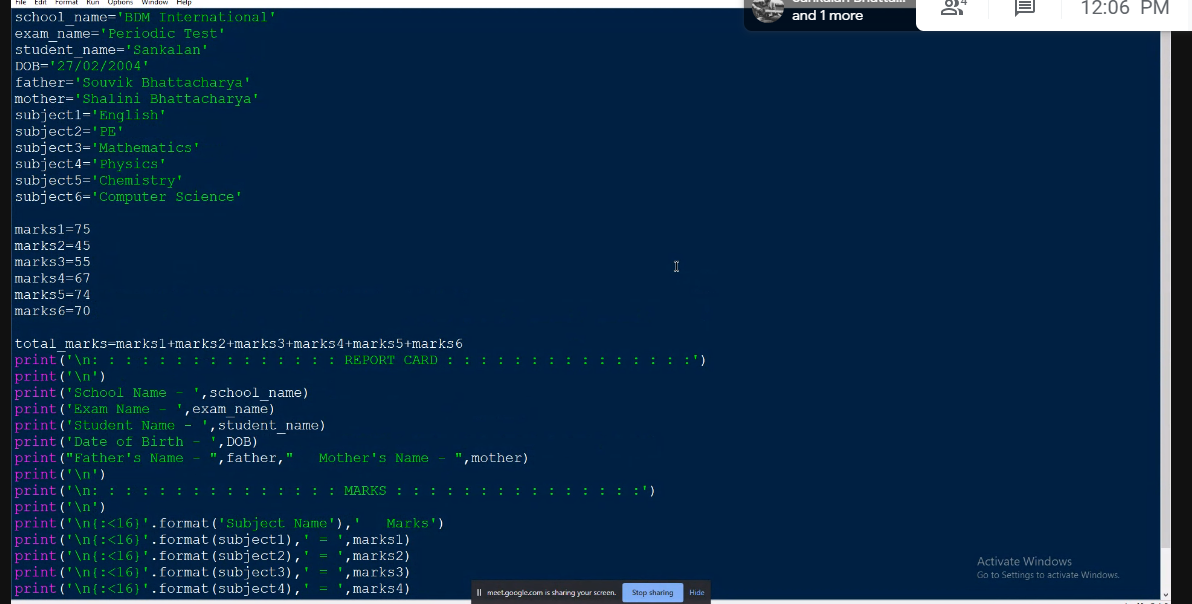 File Edit Format Run Options Window Help
and 1 more
4
12:06 PM
school_name='BDM International'
exam_name='Periodic Test'
student_name='Sankalan'
DOB='27/02/2004'
father='Souvik Bhattacharya'
mother='Shalini Bhattacharya'
subject1='English'
subject2='PE'
subject3='Mathematics'
subject4='Physics'
subject5='Chemistry'
subject6='Computer Science'
marks1=75
marks2=45
marks3=55
marks4=67
marks5=74
marks6=70
total_marks=marks1+marks2+marks3+marks4+marks5+marks6
print('\n: : : : : : : : : : : : : : : REPORT CARD : : : : : : : : : : : : : : : :')
print('\n')
print('School Name - ',school_name)
print('Exam Name - ',exam_name)
print('Student Name - ',student_name)
print('Date of Birth - ',DOB)
print("Father's Name - ",father,"   Mother's Name - ",mother)
print('\n')
print('\n: : : : : : : : : : : : : : : MARKS : : : : : : : : : : : : : : : :')
print('\n')
print('\n{:<16}'.format('Subject Name'),'   Marks')
print('\n{:<16}'.format(subject1),' = ',marks1)
print('\n{:<16}'.format(subject2),' = ',marks2)
print('\n{:<16}'.format(subject3),' = ',marks3)
print('\n{:<16}'.format(subject4),' = ',marks4)
Activate Windows
Go to Settings to activate Windows.
meet.google.com is sharing your screen. Stop sharing Hide